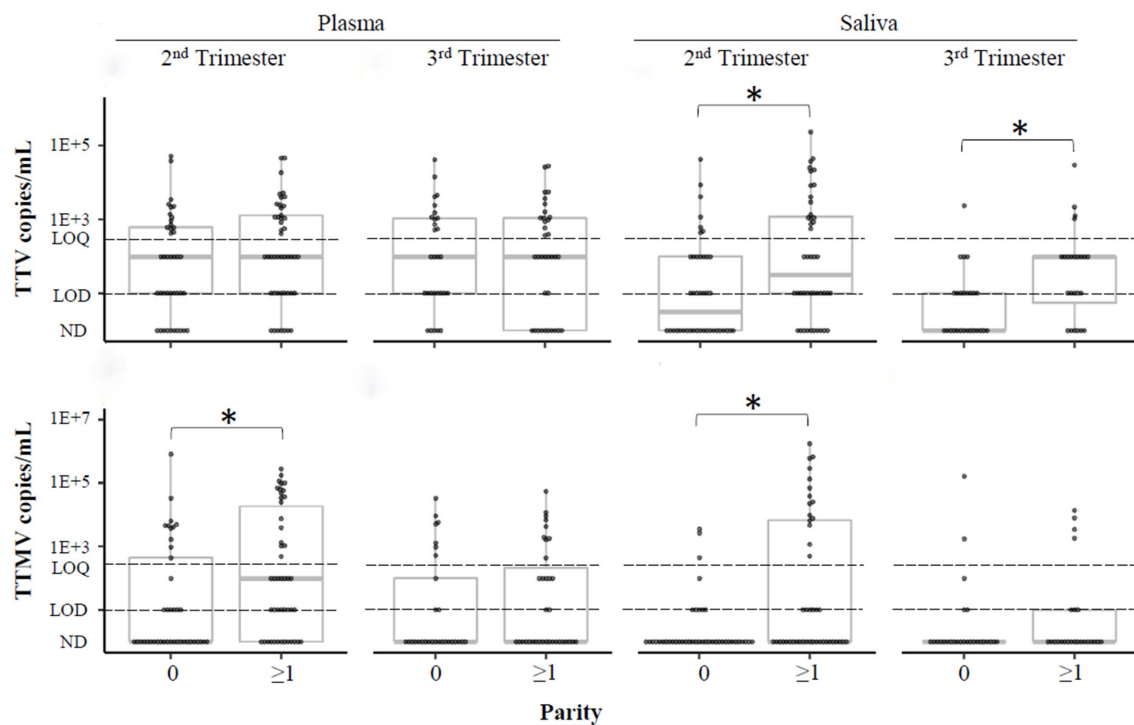 Plasma Saliva
2nd Trimester 3rd Trimester 2nd Trimester 3rd Trimester
* *
TTV copies/mL
1E+5
1E+3
LOQ
LOD
ND
* *
TTMV copies/mL
1E+7
1E+5
1E+3
LOQ
LOD
ND
0 ≥1 0 ≥1 0 ≥1 0 ≥1
Parity